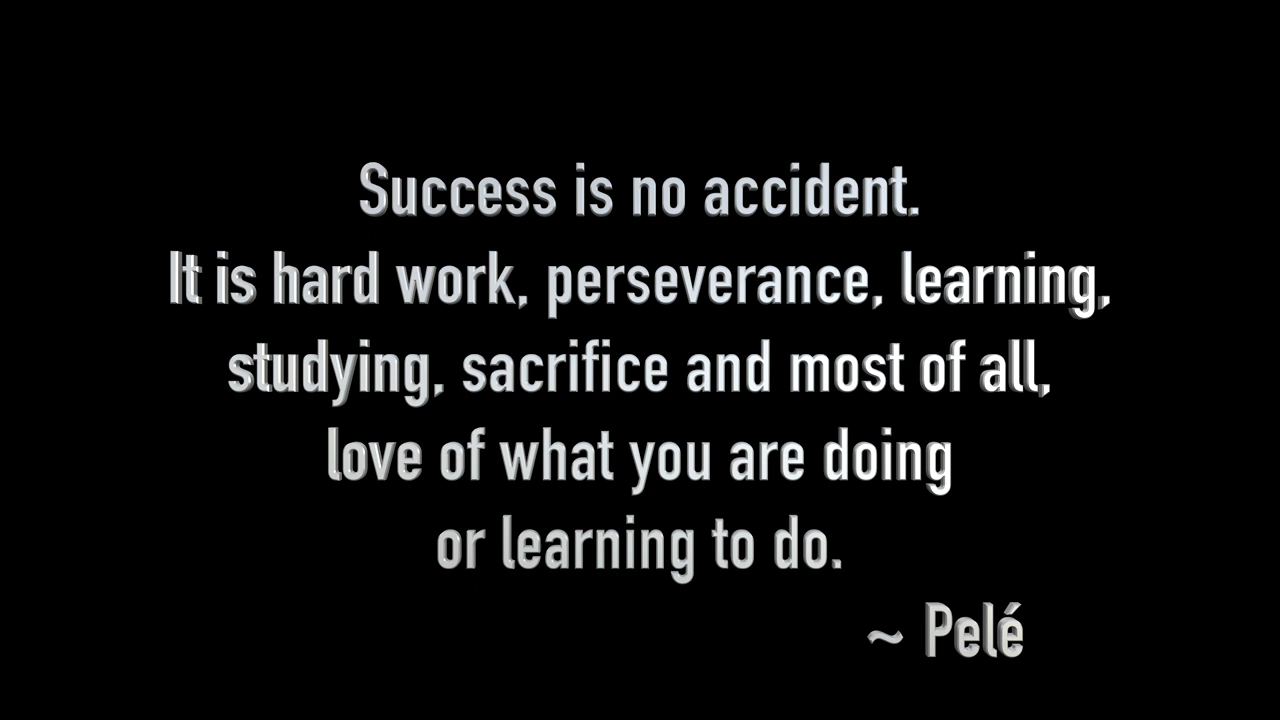 Success is no accident.
It is hard work, perseverance, learning,
studying, sacrifice and most of all,
love of what you are doing
or learning to do.
~ Pelé